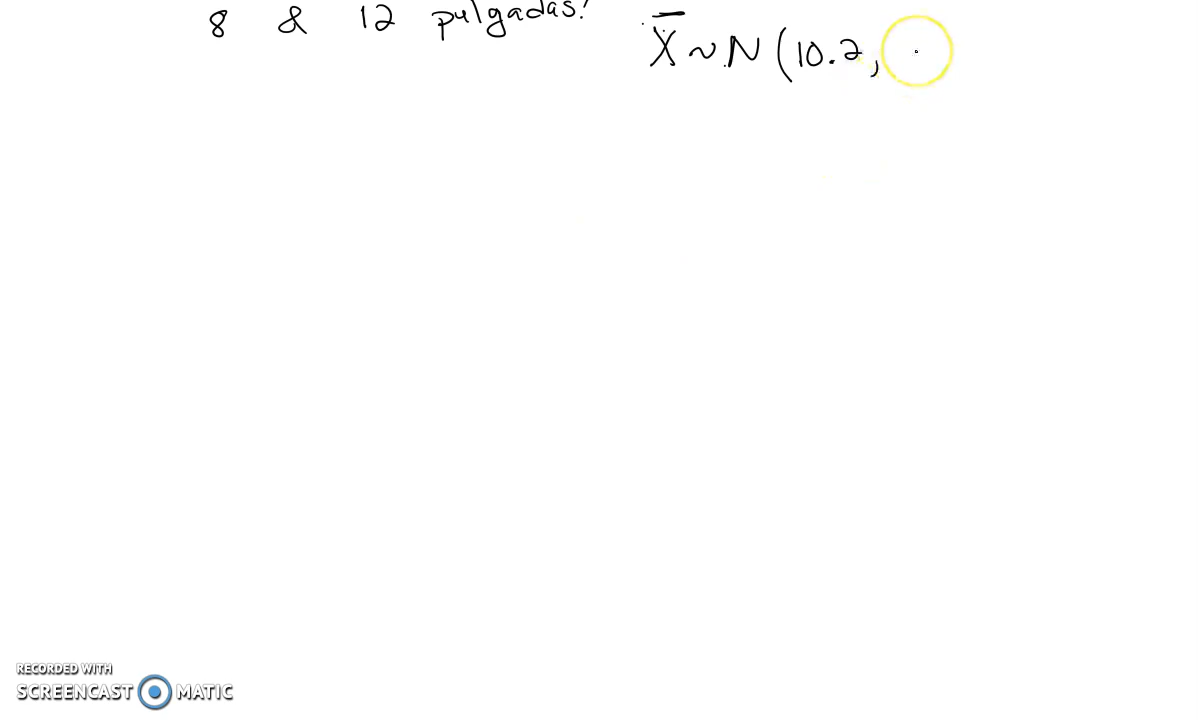 8 & 12 pulgadas?
X̅ ~ N (10.2,
RECORDED WITH
SCREENCAST MATIC